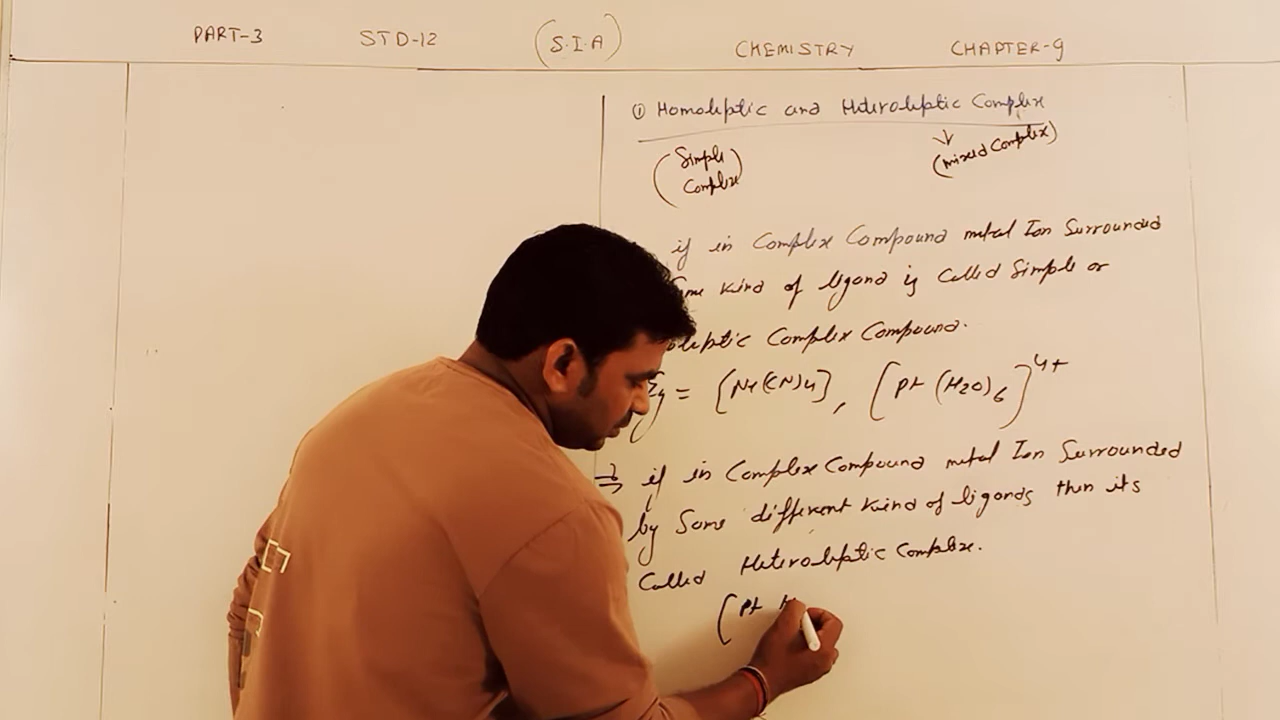 PART-3 STD-12 (S.I.A) CHEMISTRY CHAPTER-9
① Homoleptic and Heteroleptic Complex
(Simple Complex)
(mixed Complex)
if in Complex Compound metal Ion Surrounded
kind of ligand is Called Simple or
oleptic Complex Compound.
Eg = [Ni(CN)4], [Pt (H2O)6]4+
⇒ if in Complex Compound metal Ion Surrounded
by Some different kind of ligands then its
Called Heteroleptic Complex.
[Pt